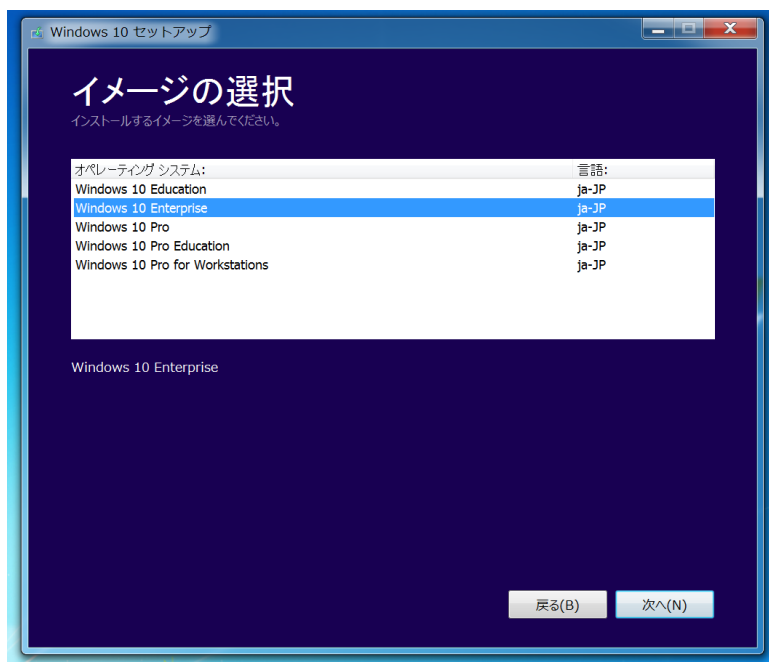 Windows 10 セットアップ
イメージの選択
インストールするイメージを選んでください。
オペレーティング システム: 言語:
Windows 10 Education ja-JP
Windows 10 Enterprise ja-JP
Windows 10 Pro ja-JP
Windows 10 Pro Education ja-JP
Windows 10 Pro for Workstations ja-JP
Windows 10 Enterprise
戻る(B) 次へ(N)